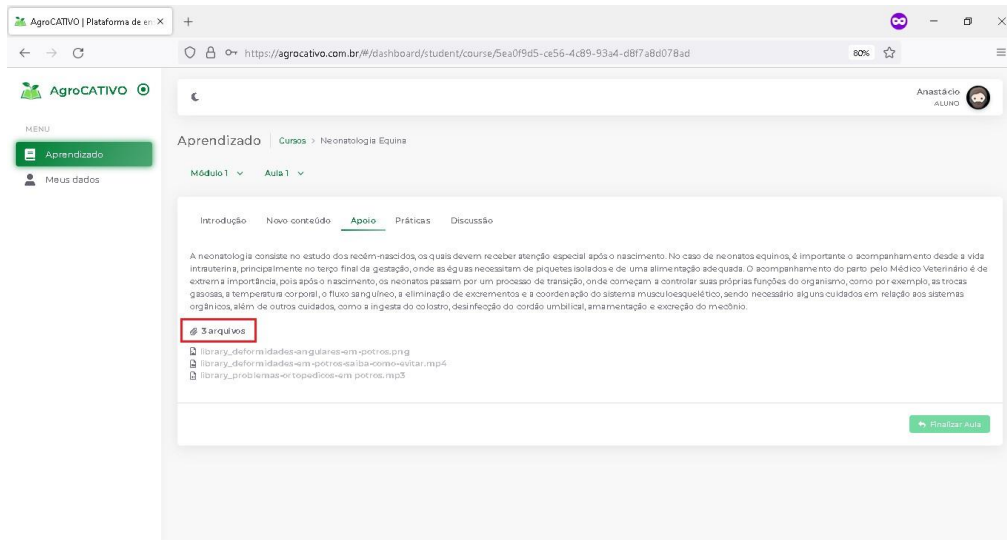 AgroCATIVO | Plataforma de en
https://agrocativo.com.br/#/dashboard/student/course/5ea0f9d5-ce56-4c89-93a4-d8f7a8d078ad
80%
AgroCATIVO
Anastácio
ALUNO
MENU
Aprendizado
Meus dados
Aprendizado
Cursos > Neonatologia Equina
Módulo 1
Aula 1
Introdução
Novo conteúdo
Apoio
Práticas
Discussão
A neonatologia consiste no estudo dos recém-nascidos, os quais devem receber atenção especial após o nascimento. No caso de neonatos equinos, é importante o acompanhamento desde a vida
intrauterina, principalmente no terço final da gestação, onde as éguas necessitam de piquetes isolados e de uma alimentação adequada. O acompanhamento do parto pelo Médico Veterinário é de
extrema importância, pois após o nascimento, os neonatos passam por um processo de transição, onde começam a controlar suas próprias funções do organismo, como por exemplo, as trocas
gasosas, a temperatura corporal, o fluxo sanguíneo, a eliminação de excrementos e a coordenação do sistema musculoesquelético, sendo necessário alguns cuidados em relação aos sistemas
orgânicos, além de outros cuidados, como a ingesta do colostro, desinfecção do cordão umbilical, amamentação e excreção do mecônio.
3 arquivos
library_deformidades-angulares-em-potros.png
library_deformidades-em-potros-saiba-como-evitar.mp4
library_problemas-ortopedicos-em potros.mp3
Finalizar Aula